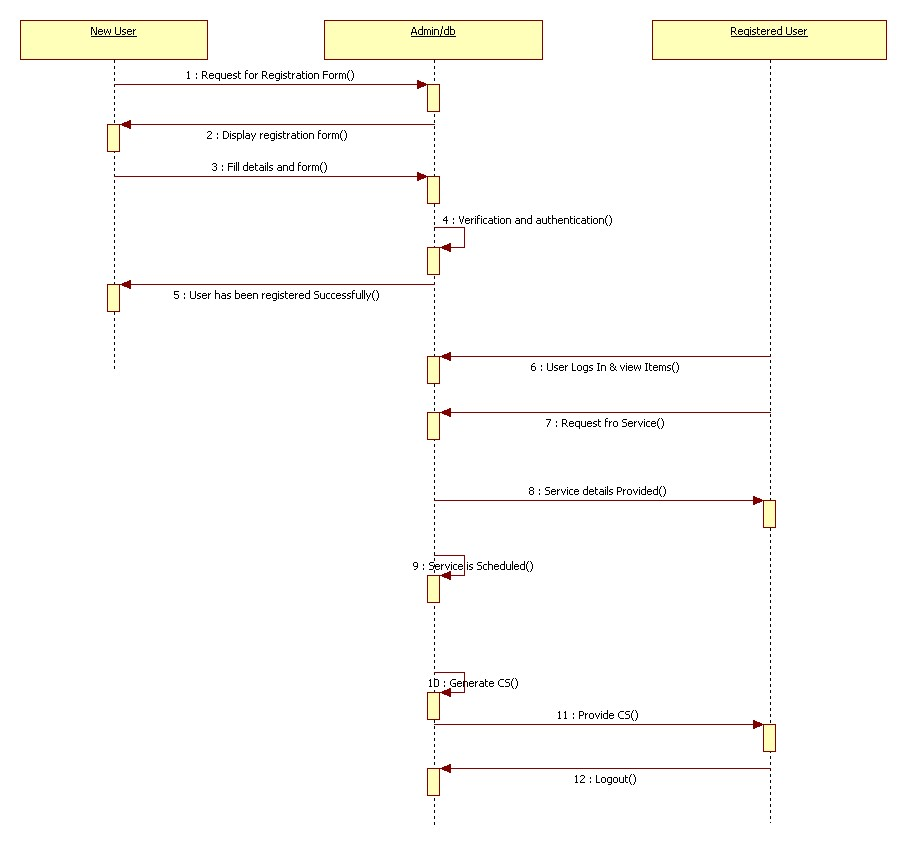 New User
Admin/db
Registered User
1 : Request for Registration Form()
2 : Display registration form()
3 : Fill details and form()
4 : Verification and authentication()
5 : User has been registered Successfully()
6 : User Logs In & view Items()
7 : Request fro Service()
8 : Service details Provided()
9 : Service is Scheduled()
10 : Generate CS()
11 : Provide CS()
12 : Logout()